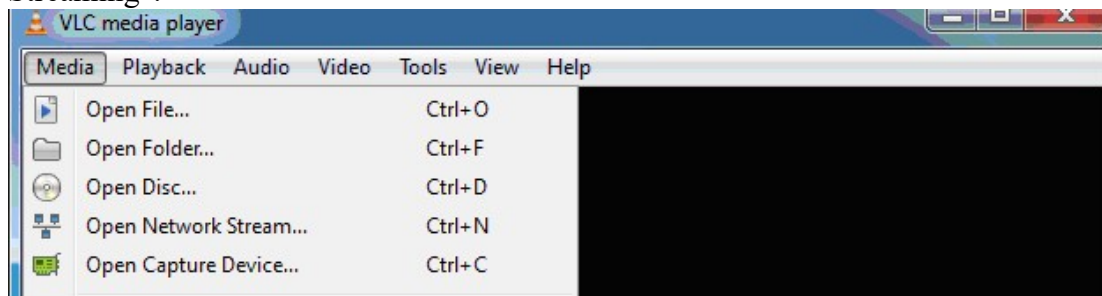 Streaming".
VLC media player
Media Playback Audio Video Tools View Help
Open File... Ctrl+O
Open Folder... Ctrl+F
Open Disc... Ctrl+D
Open Network Stream... Ctrl+N
Open Capture Device... Ctrl+C